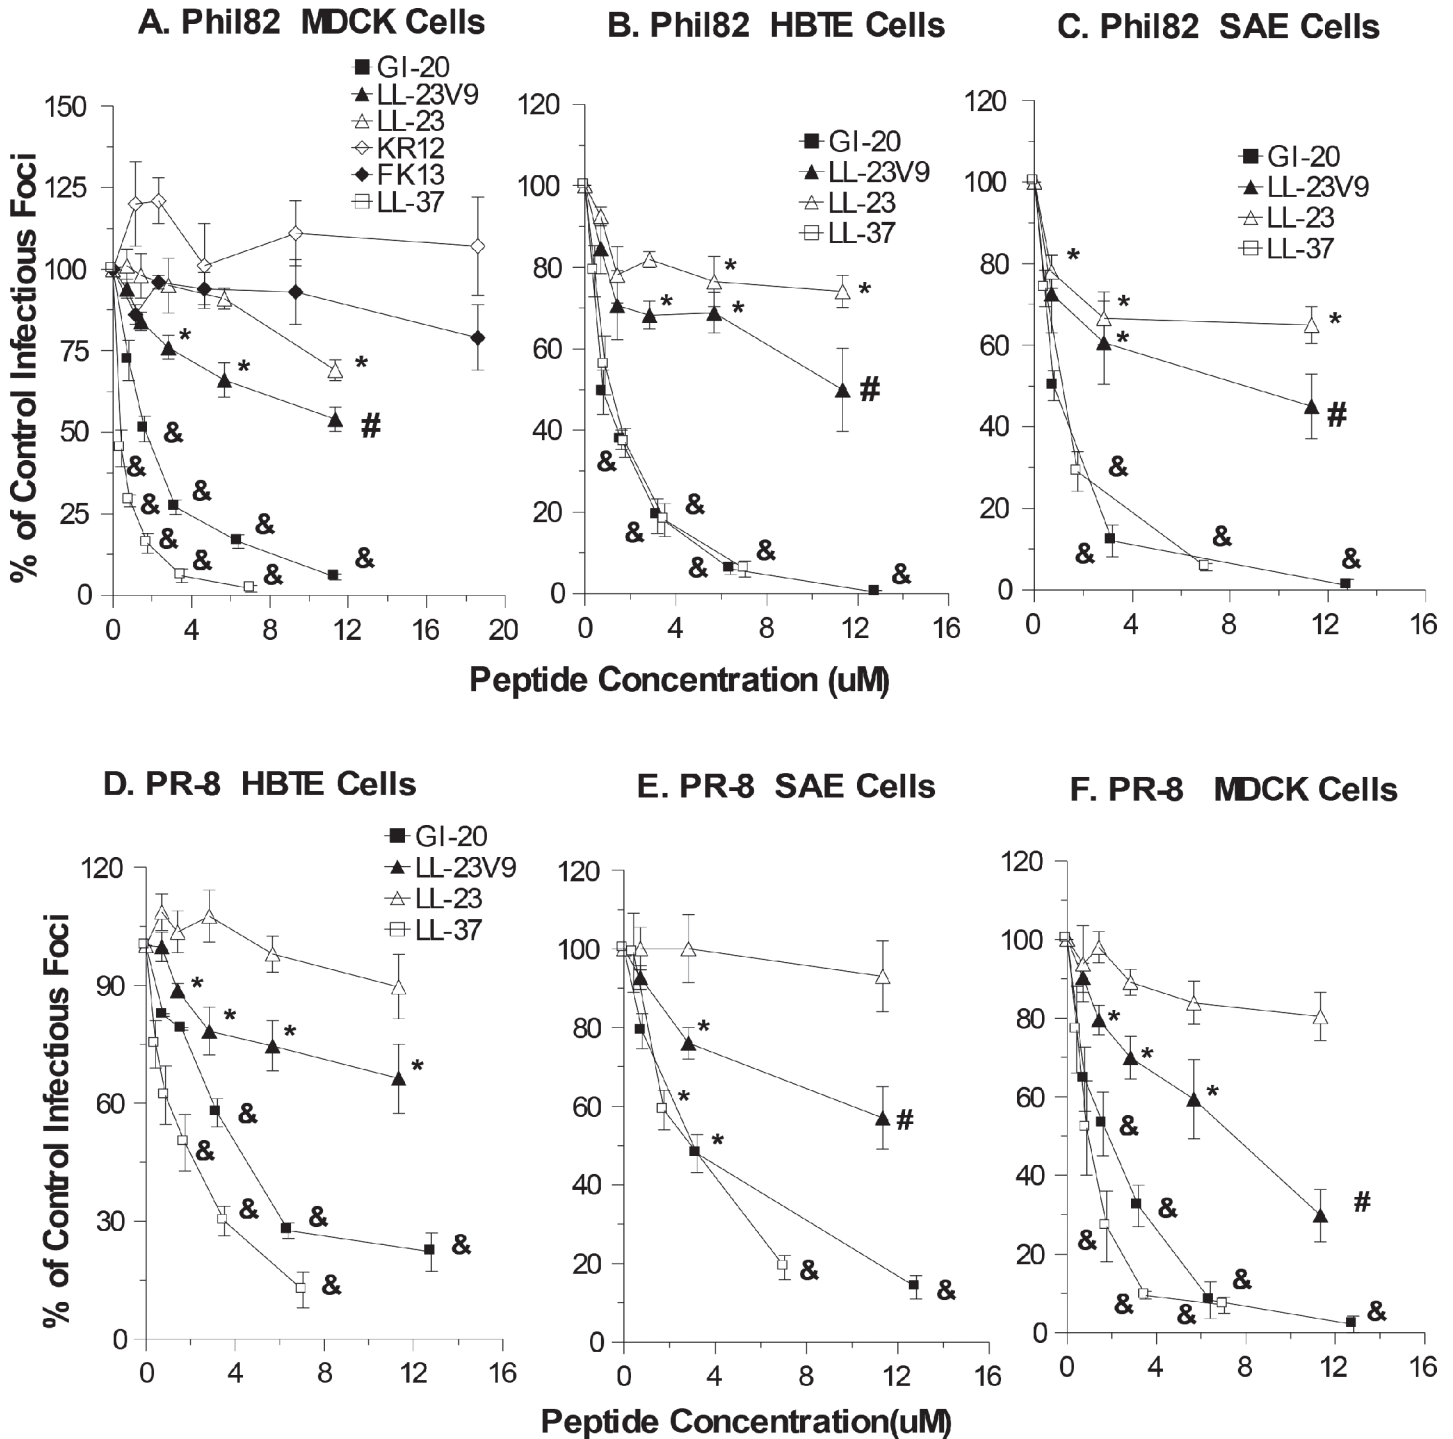 A. Phil82 MDCK Cells
GI-20
LL-23V9
LL-23
KR12
FK13
LL-37
150
125
100
75
50
25
0
0 4 8 12 16 20
% of Control Infectious Foci
* * # *
& & & & & & & & &
B. Phil82 HBTE Cells
GI-20
LL-23V9
LL-23
LL-37
120
100
80
60
40
20
0
0 4 8 12 16
* * * * #
& & & & & &
C. Phil82 SAE Cells
GI-20
LL-23V9
LL-23
LL-37
120
100
80
60
40
20
0
0 4 8 12 16
* * * * #
& & & &
Peptide Concentration (uM)
D. PR-8 HBTE Cells
GI-20
LL-23V9
LL-23
LL-37
120
90
60
30
0
0 4 8 12 16
% of Control Infectious Foci
* * * *
& & & & & &
E. PR-8 SAE Cells
120
100
80
60
40
20
0
0 4 8 12 16
* * * #
& &
F. PR-8 MDCK Cells
120
100
80
60
40
20
0
0 4 8 12 16
* * * #
& & & & & & &
Peptide Concentration(uM)